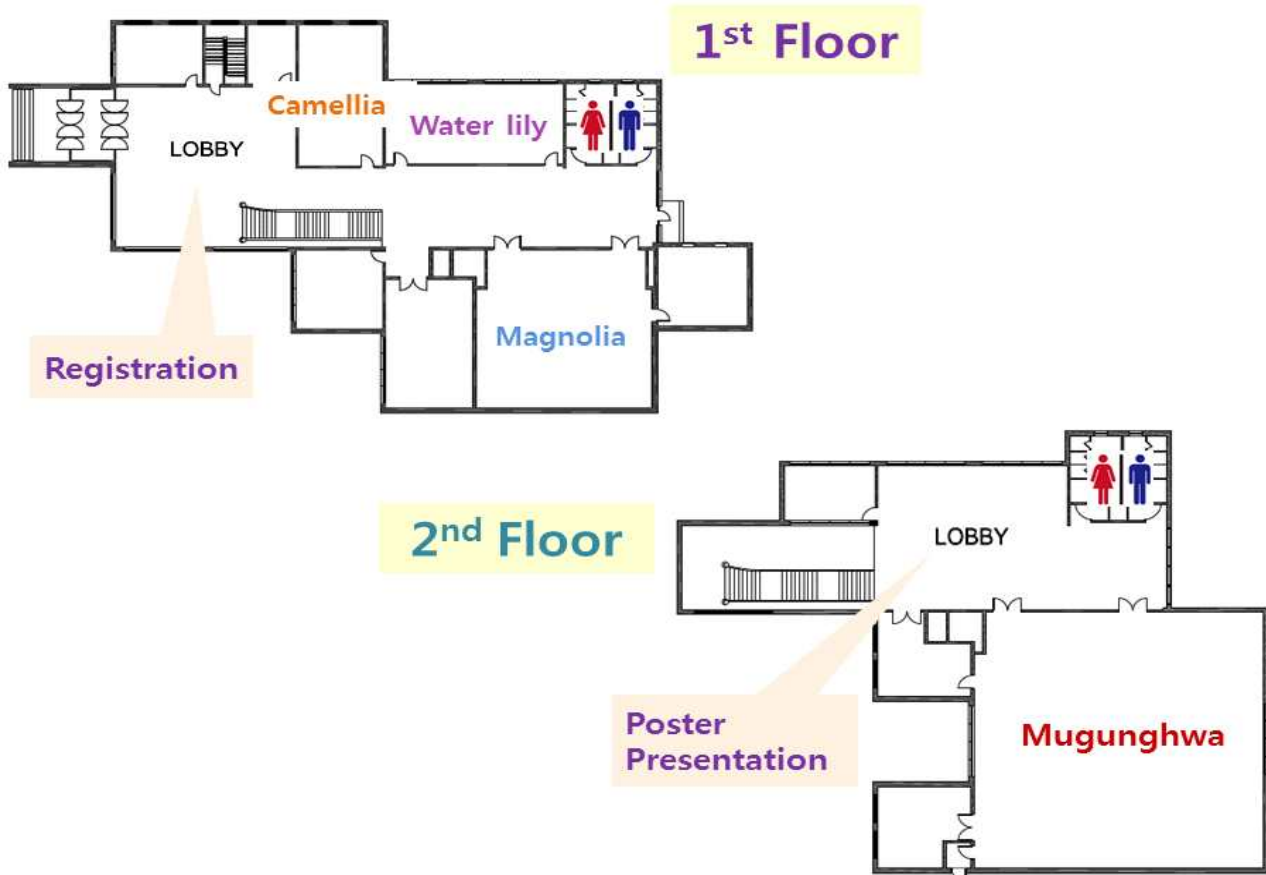 1st Floor
Camellia
Water lily
LOBBY
Magnolia
Registration
2nd Floor
LOBBY
Poster
Presentation
Mugunghwa